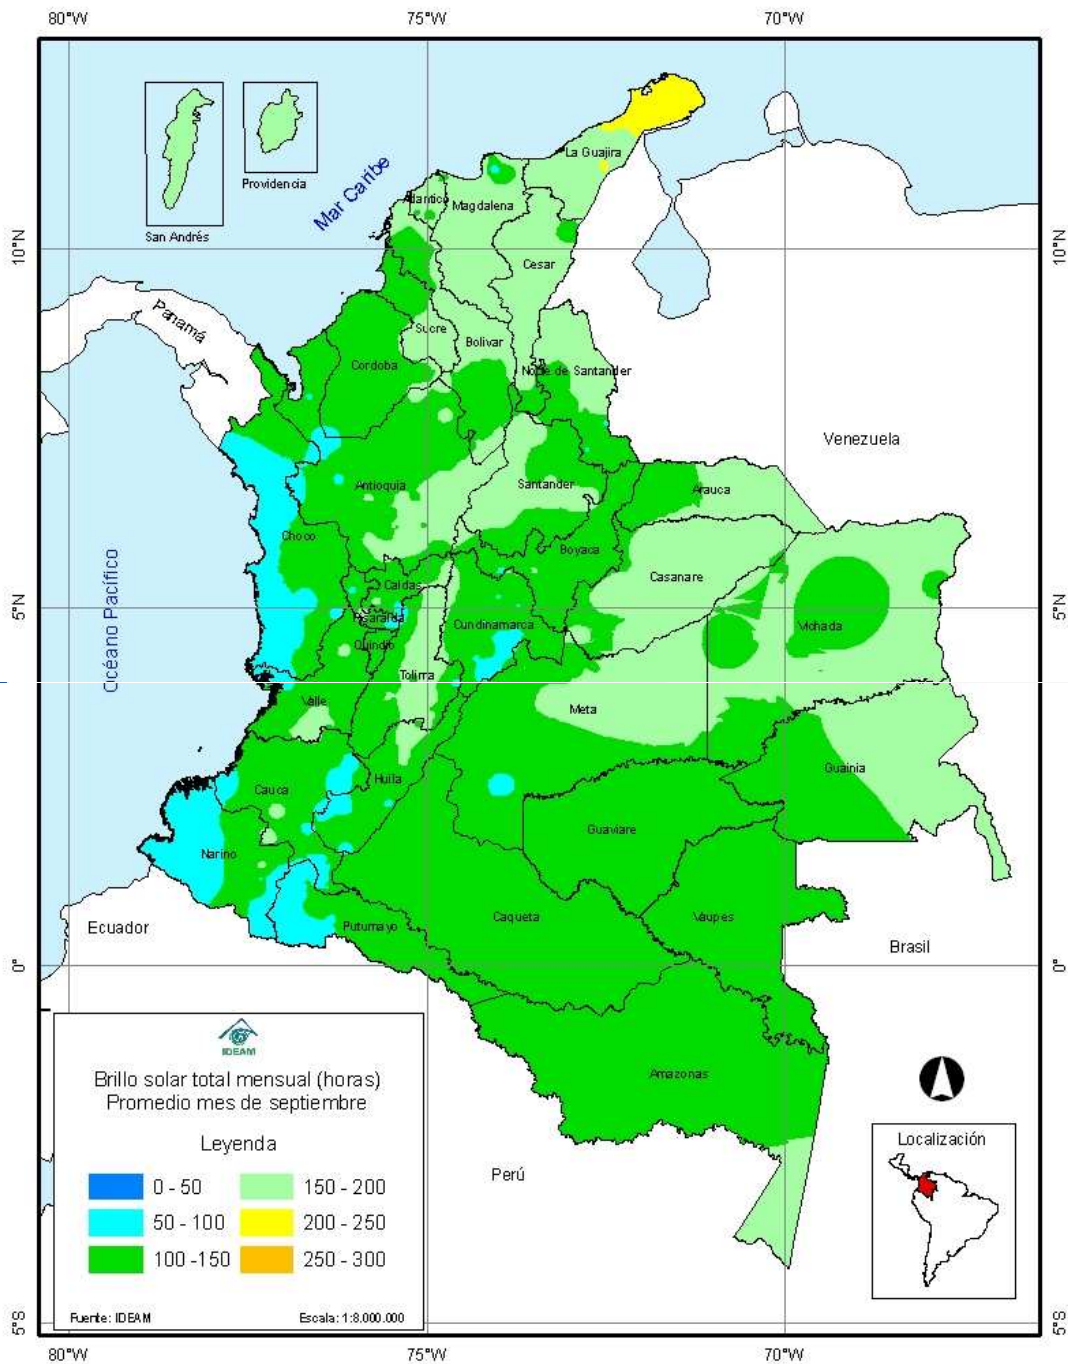 80°W 75°W 70°W
San Andrés
Providencia
Mar Caribe
La Guajira
Atlantico
Magdalena
10°N
10°N
Cesar
Panamá
Sucre
Bolivar
Cordoba
Norte de Santander
Venezuela
Antioquia
Santander
Arauca
Choco
Boyaca
Océano Pacífico
Caldas
Casanare
5°N
5°N
Risaralda
Cundinamarca
Vichada
Quindio
Tolima
Valle
Meta
Cauca
Huila
Guainia
Guaviare
Narino
Ecuador
Putumayo
Caqueta
Vaupes
Brasil
0°
0°
IDEAM
Brillo solar total mensual (horas)
Promedio mes de septiembre
Leyenda
0 - 50
150 - 200
50 - 100
200 - 250
100 -150
250 - 300
Fuente: IDEAM
Escala: 1:8.000.000
Amazonas
Perú
Localización
5°S
5°S
80°W 75°W 70°W